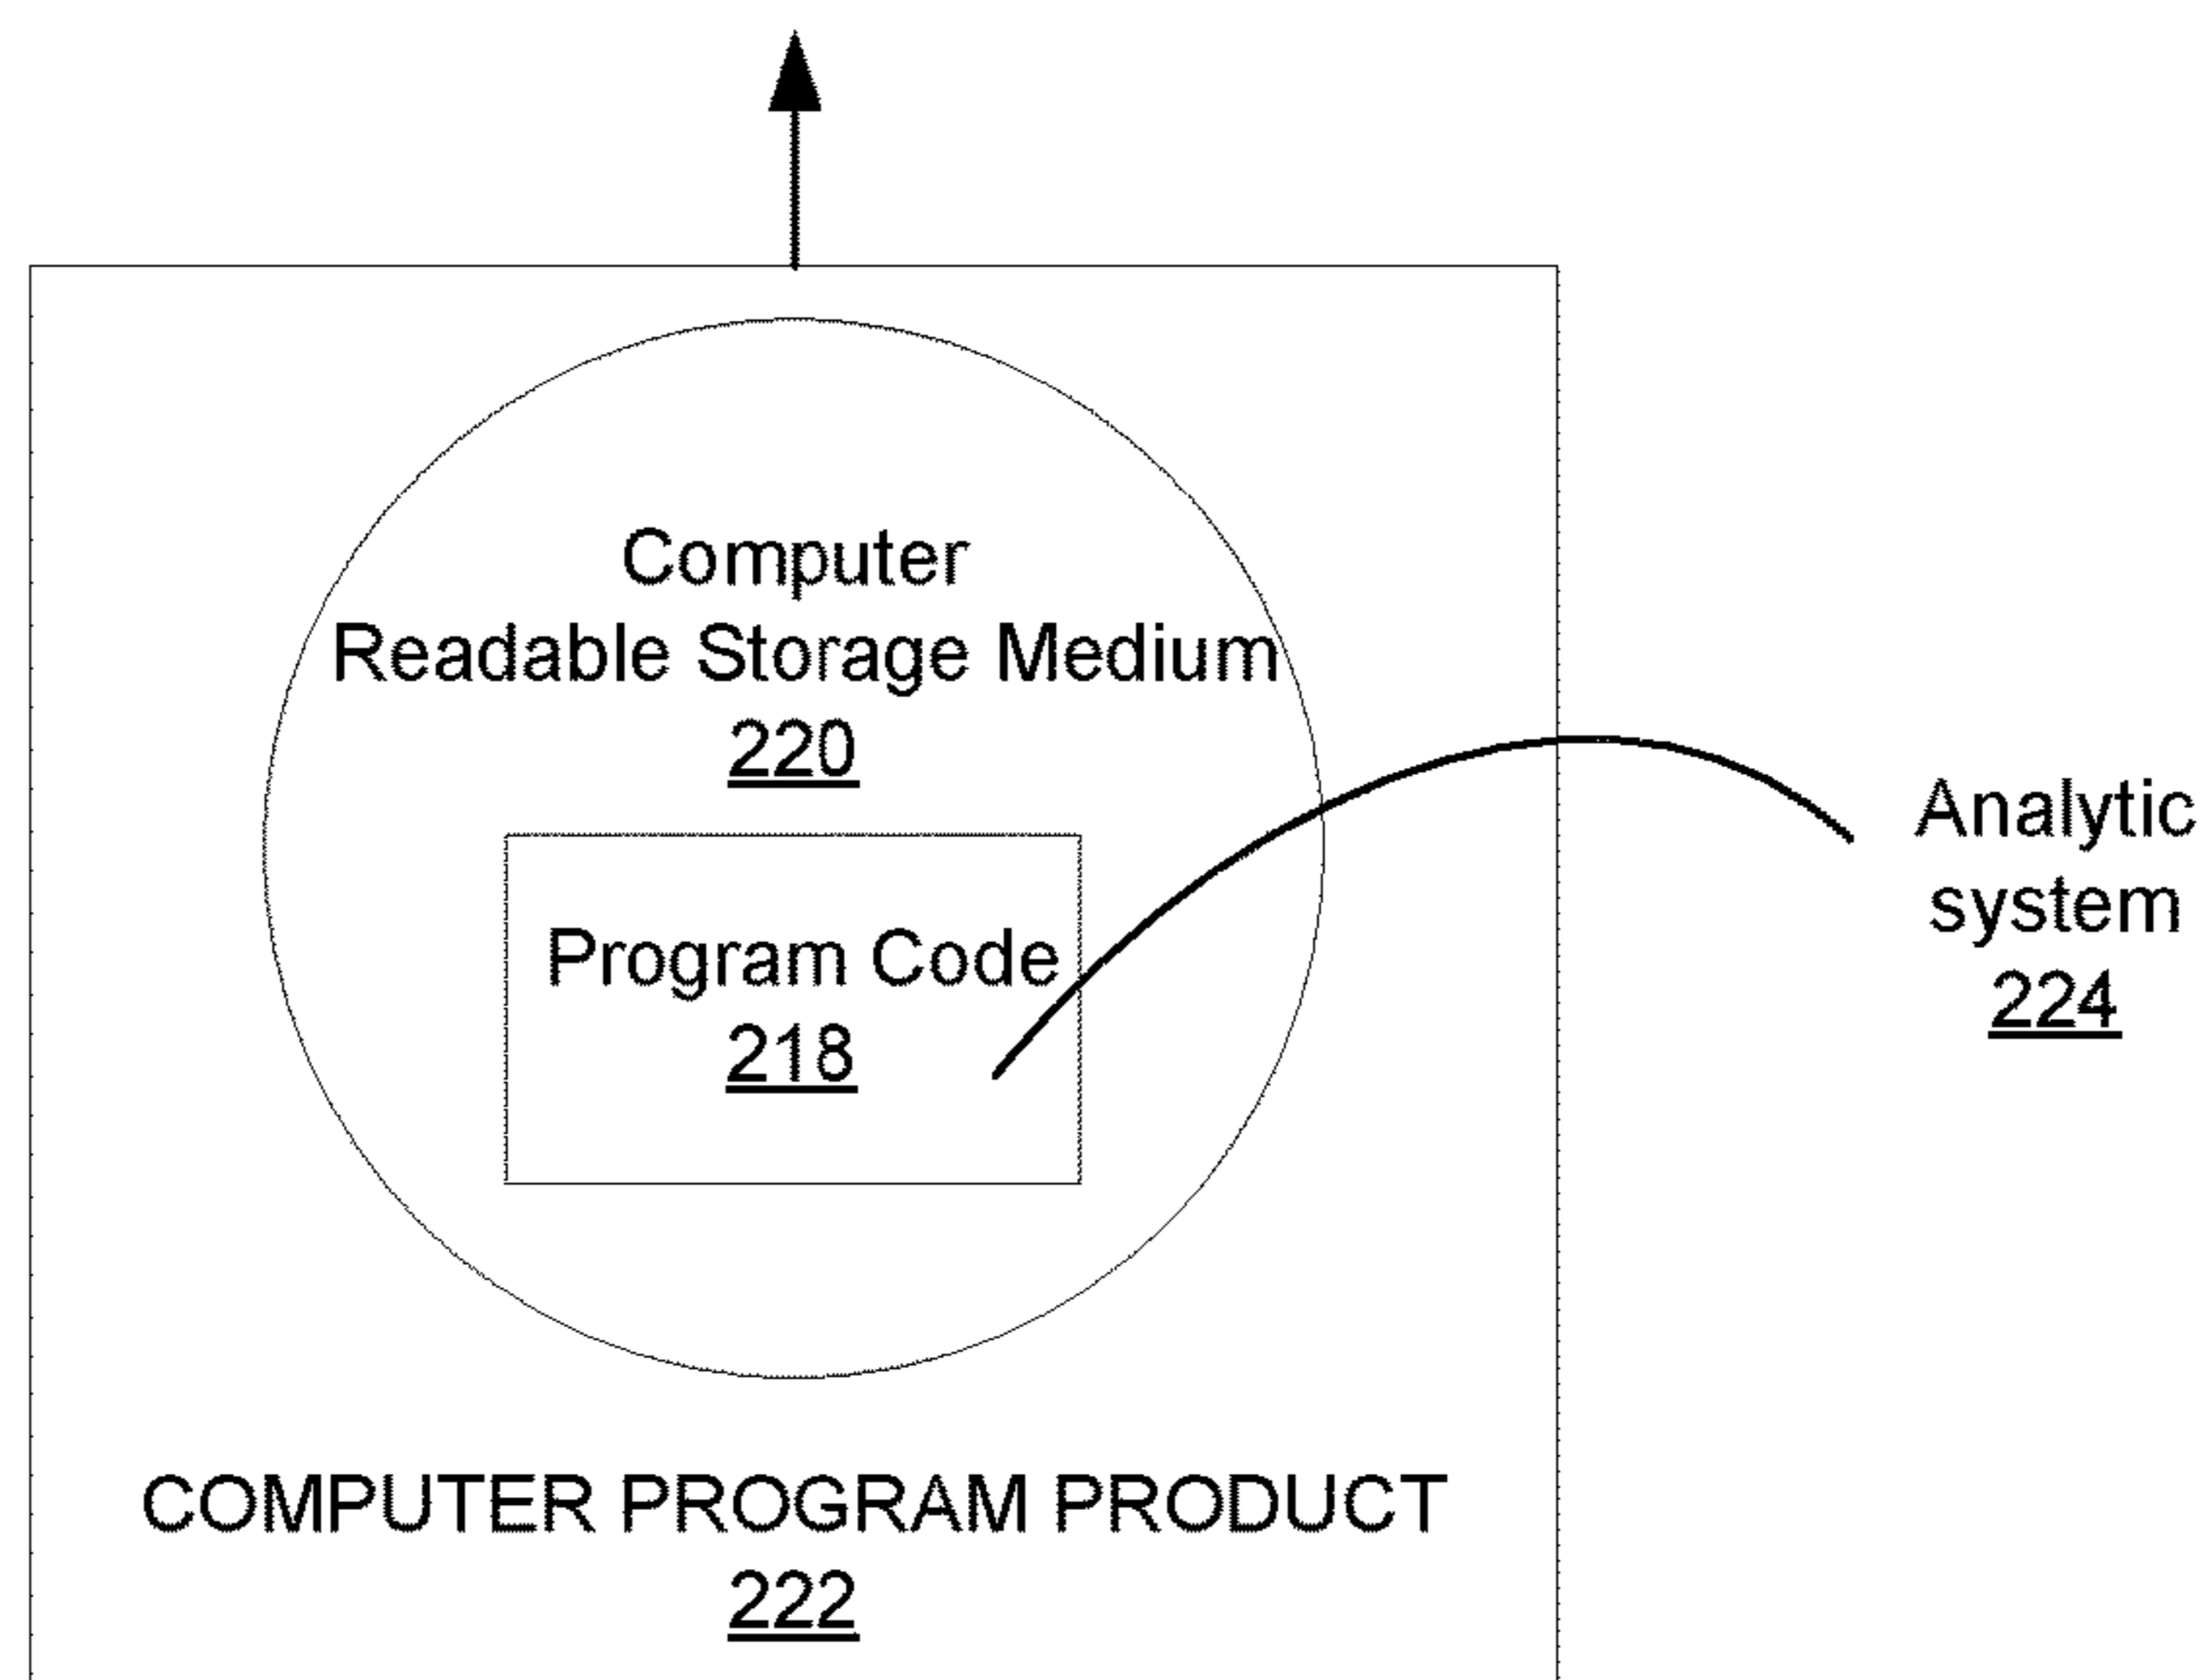 Computer
Readable Storage Medium
220
Program Code
218
Analytic
system
224
COMPUTER PROGRAM PRODUCT
222